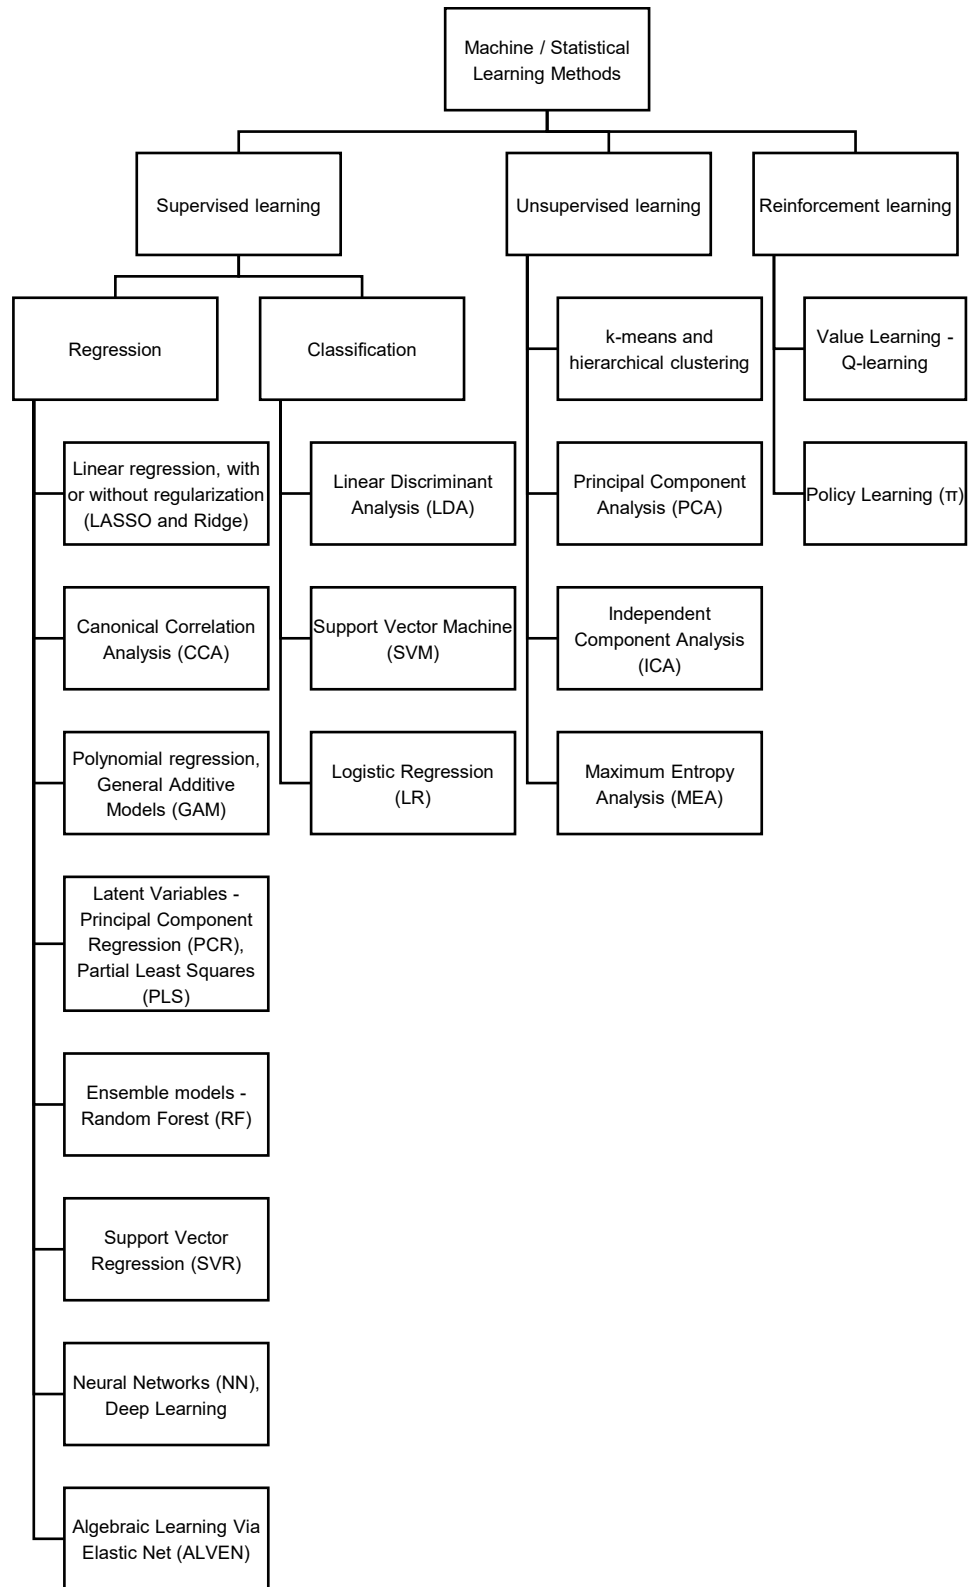 Machine / Statistical
Learning Methods
Supervised learning
Unsupervised learning
Reinforcement learning
Regression
Classification
k-means and
hierarchical clustering
Value Learning -
Q-learning
Linear regression, with
or without regularization
(LASSO and Ridge)
Linear Discriminant
Analysis (LDA)
Principal Component
Analysis (PCA)
Policy Learning (π)
Canonical Correlation
Analysis (CCA)
Support Vector Machine
(SVM)
Independent
Component Analysis
(ICA)
Polynomial regression,
General Additive
Models (GAM)
Logistic Regression
(LR)
Maximum Entropy
Analysis (MEA)
Latent Variables -
Principal Component
Regression (PCR),
Partial Least Squares
(PLS)
Ensemble models -
Random Forest (RF)
Support Vector
Regression (SVR)
Neural Networks (NN),
Deep Learning
Algebraic Learning Via
Elastic Net (ALVEN)